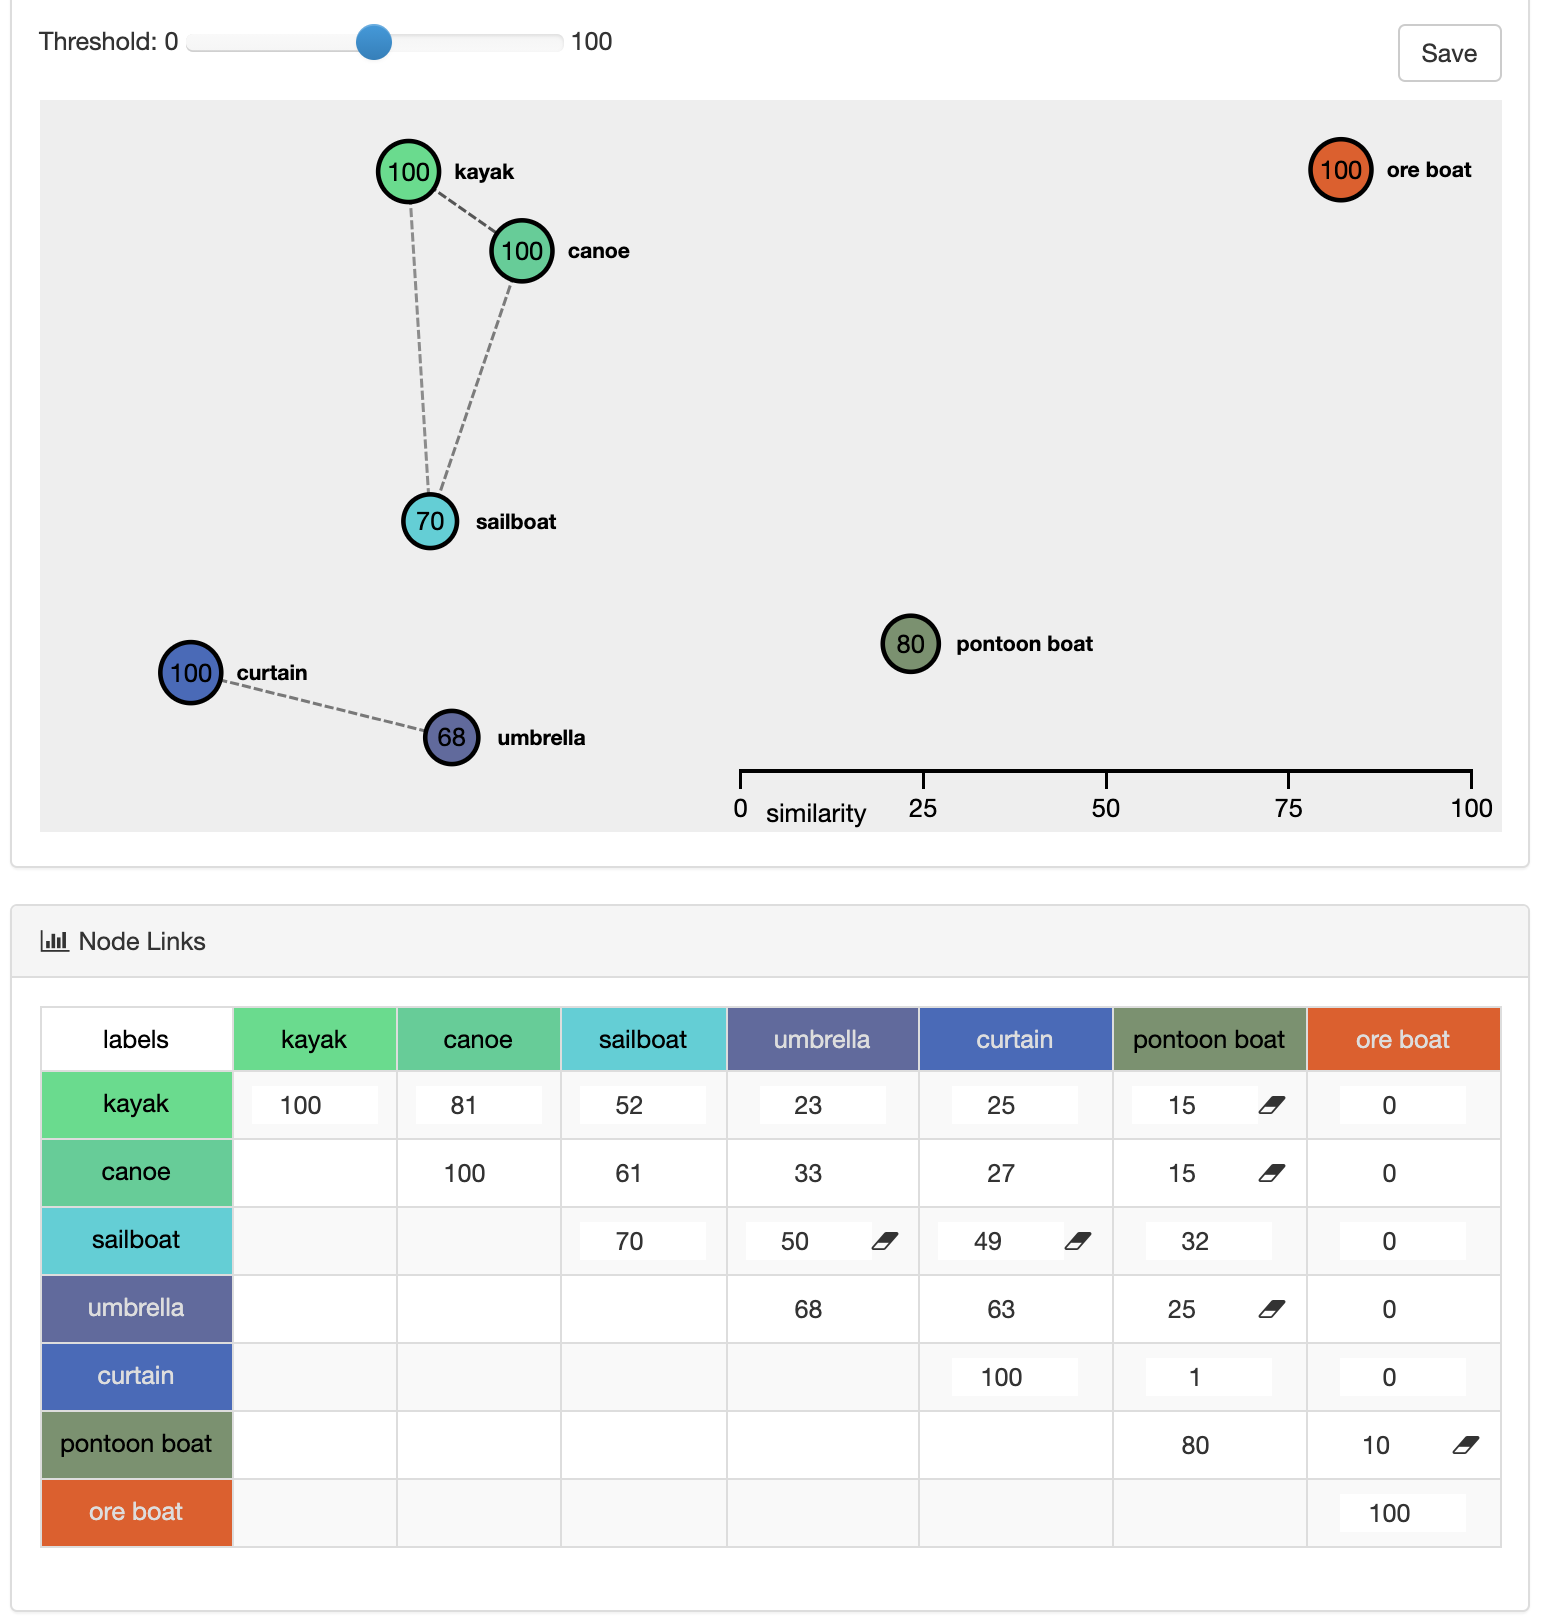 Threshold: 0 100
Save
100 kayak
100 ore boat
100 canoe
70 sailboat
80 pontoon boat
100 curtain
68 umbrella
0 similarity 25 50 75 100
Node Links
labels kayak canoe sailboat umbrella curtain pontoon boat ore boat
kayak 100 81 52 23 25 15 0
canoe 100 61 33 27 15 0
sailboat 70 50 49 32 0
umbrella 68 63 25 0
curtain 100 1 0
pontoon boat 80 10
ore boat 100